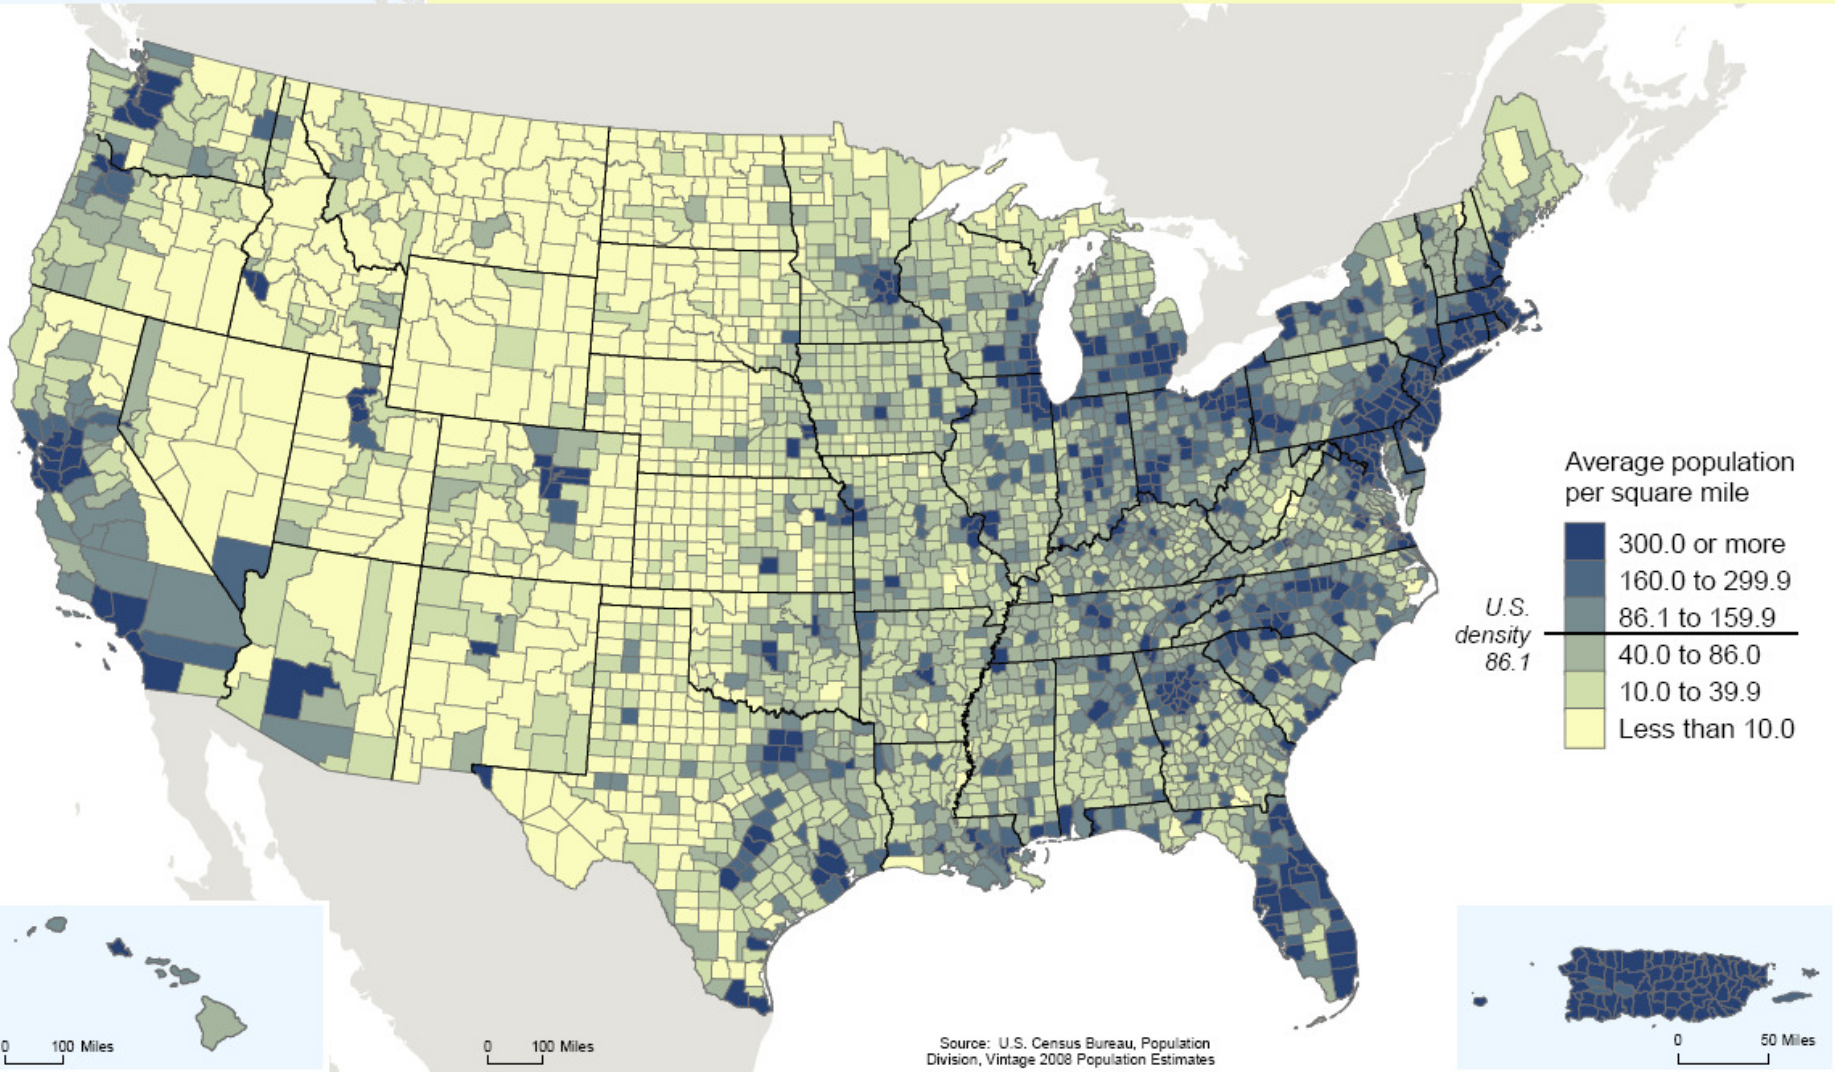 Average population
per square mile
300.0 or more
160.0 to 299.9
86.1 to 159.9
40.0 to 86.0
10.0 to 39.9
Less than 10.0
U.S.
density
86.1
0 100 Miles
0 100 Miles
Source: U.S. Census Bureau, Population
Division, Vintage 2008 Population Estimates
0 50 Miles